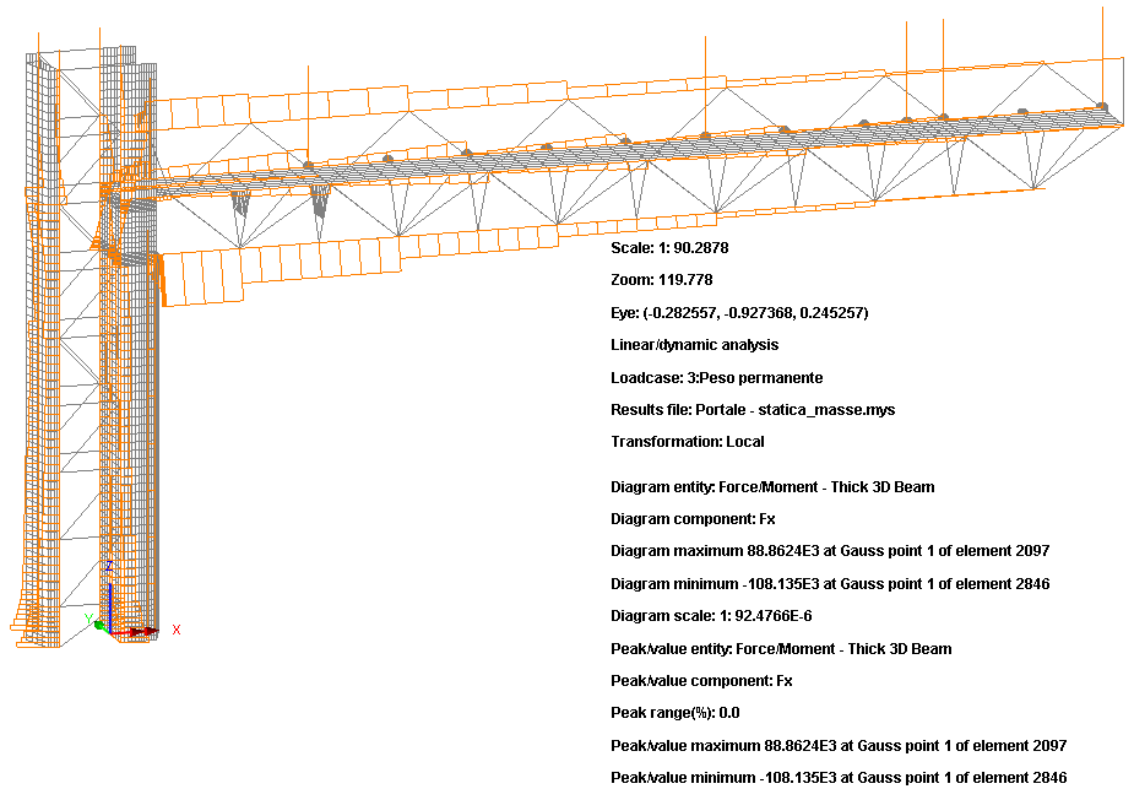 Scale: 1: 90.2878
Zoom: 119.778
Eye: (-0.282557, -0.927368, 0.245257)
Linear/dynamic analysis
Loadcase: 3:Peso permanente
Results file: Portale - statica_masse.mys
Transformation: Local
Diagram entity: Force/Moment - Thick 3D Beam
Diagram component: Fx
Diagram maximum 88.8624E3 at Gauss point 1 of element 2097
Diagram minimum -108.135E3 at Gauss point 1 of element 2846
Diagram scale: 1: 92.4766E-6
Peak/value entity: Force/Moment - Thick 3D Beam
Peak/value component: Fx
Peak range(%): 0.0
Peak/value maximum 88.8624E3 at Gauss point 1 of element 2097
Peak/value minimum -108.135E3 at Gauss point 1 of element 2846
Z
Y
X